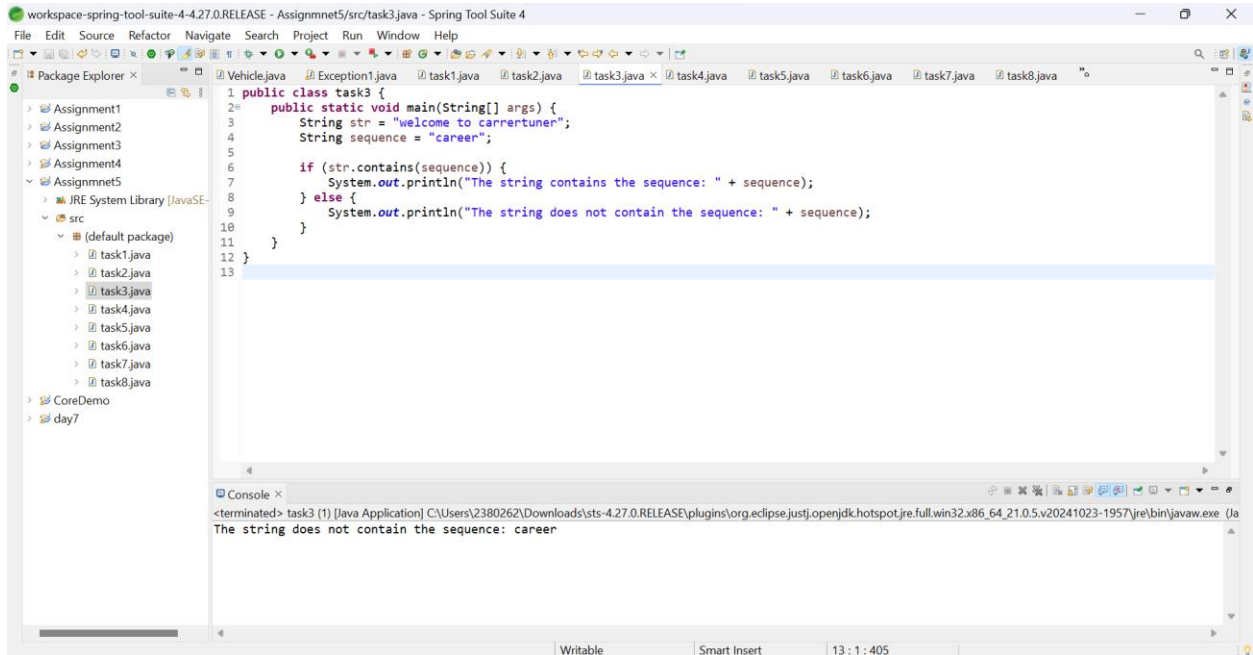 workspace-spring-tool-suite-4-4.27.0.RELEASE - Assignmnet5/src/task3.java - Spring Tool Suite 4
File Edit Source Refactor Navigate Search Project Run Window Help
Package Explorer
Vehicle.java Exception1.java task1.java task2.java task3.java task4.java task5.java task6.java task7.java task8.java
Assignment1
Assignment2
Assignment3
Assignment4
Assignmnet5
JRE System Library [JavaSE-
src
(default package)
task1.java
task2.java
task3.java
task4.java
task5.java
task6.java
task7.java
task8.java
CoreDemo
day7
1 public class task3 {
2 public static void main(String[] args) {
3 String str = "welcome to carrertuner";
4 String sequence = "career";
5
6 if (str.contains(sequence)) {
7 System.out.println("The string contains the sequence: " + sequence);
8 } else {
9 System.out.println("The string does not contain the sequence: " + sequence);
10 }
11 }
12 }
13
Console
<terminated> task3 (1) [Java Application] C:\Users\2380262\Downloads\sts-4.27.0.RELEASE\plugins\org.eclipse.justj.openjdk.hotspot.jre.full.win32.x86_64_21.0.5.v20241023-1957\jre\bin\javaw.exe (Ja
The string does not contain the sequence: career
Writable Smart Insert 13 : 1 : 405